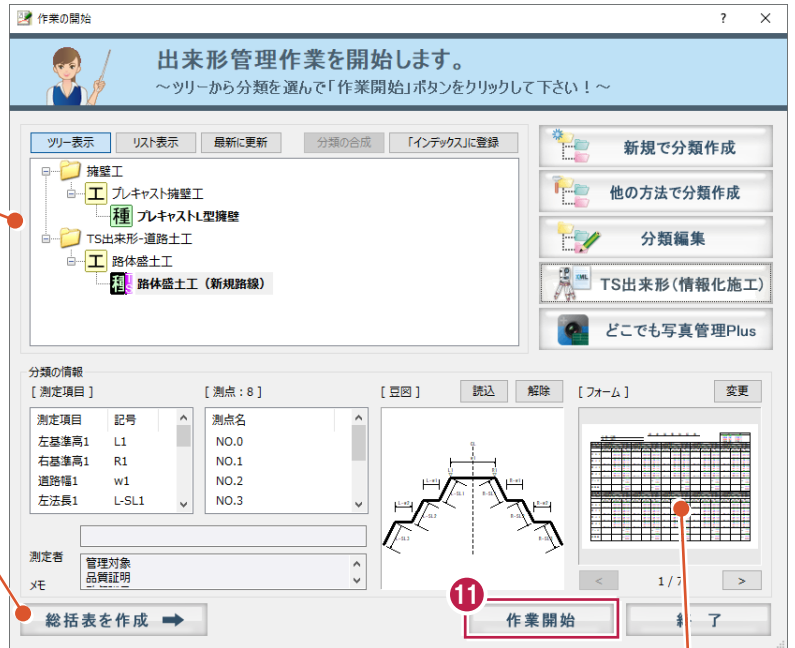 作業の開始
? ×
出来形管理作業を開始します。
～ツリーから分類を選んで「作業開始」ボタンをクリックして下さい！～
ツリー表示 リスト表示 最新に更新 分類の合成 「インデックス」に登録
擁壁工
工 プレキャスト擁壁工
種 プレキャストL型擁壁
TS出来形-道路土工
工 路体盛土工
種 路体盛土工（新規路線）
新規で分類作成
他の方法で分類作成
分類編集
TS出来形(情報化施工)
どこでも写真管理Plus
分類の情報
[ 測定項目 ]
測定項目 記号
左基準高1 L1
右基準高1 R1
道路幅1 w1
左法長1 L-SL1
[ 測点：8 ]
測点名
NO.0
NO.1
NO.2
NO.3
[ 豆図 ] 読込 解除
[ フォーム ] 変更
測定者
メモ
管理対象
品質証明
< 1 / 7 >
⑪
総括表を作成 ➡
作業開始
終 了